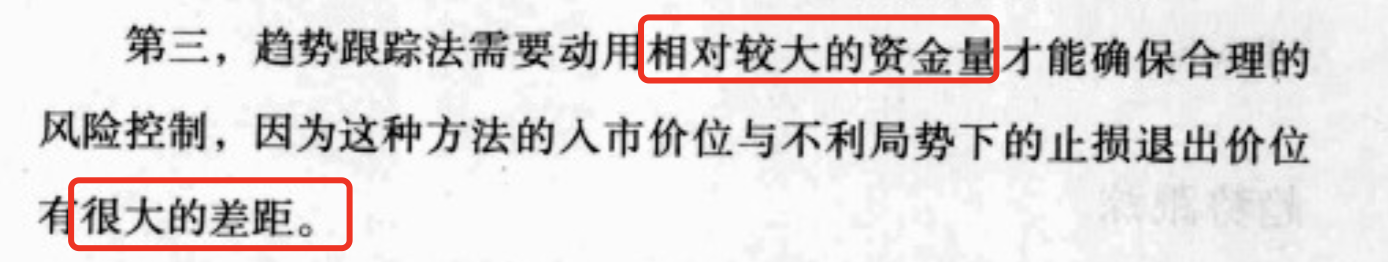 第三，趋势跟踪法需要动用相对较大的资金量才能确保合理的
风险控制，因为这种方法的入市价位与不利局势下的止损退出价位
有很大的差距。